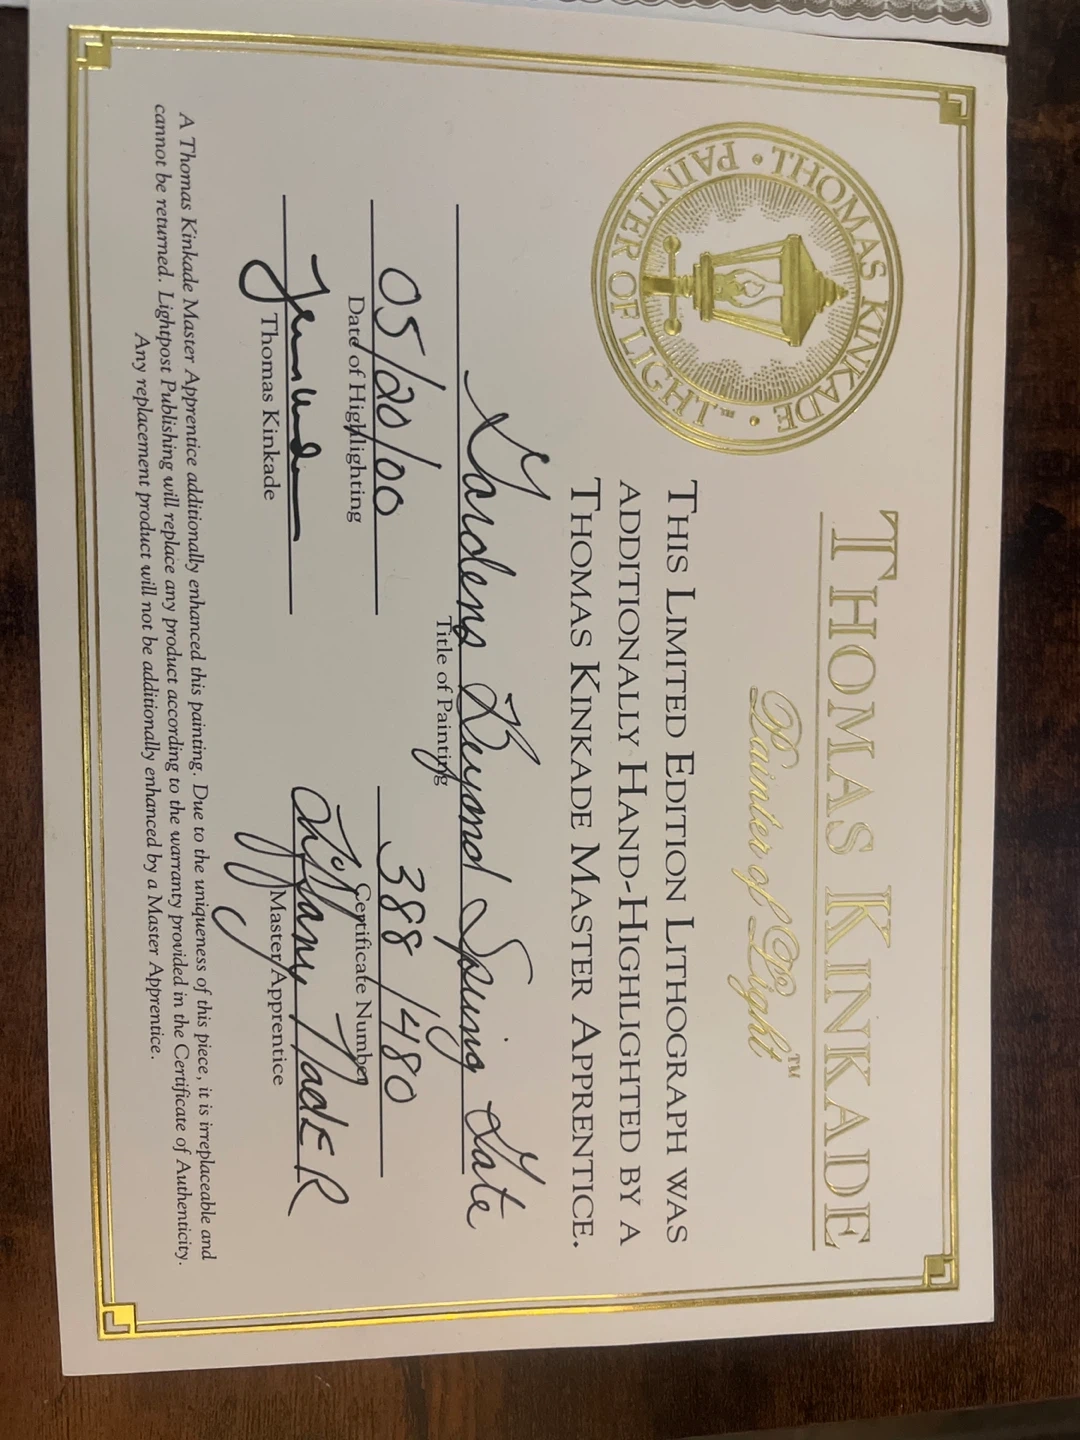 THOMAS KINKADE
Painter of Light™
THOMAS KINKADE • PAINTER OF LIGHT •
THIS LIMITED EDITION LITHOGRAPH WAS
ADDITIONALLY HAND-HIGHLIGHTED BY A
THOMAS KINKADE MASTER APPRENTICE.
Gardens Beyond Spring Gate
Title of Painting
05/20/00
Date of Highlighting
388/480
Certificate Number
Thomas Kinkade
Tiffany
Master Apprentice
A Thomas Kinkade Master Apprentice additionally enhanced this painting. Due to the uniqueness of this piece, it is irreplaceable and
cannot be returned. Lightpost Publishing will replace any product according to the warranty provided in the Certificate of Authenticity.
Any replacement product will not be additionally enhanced by a Master Apprentice.